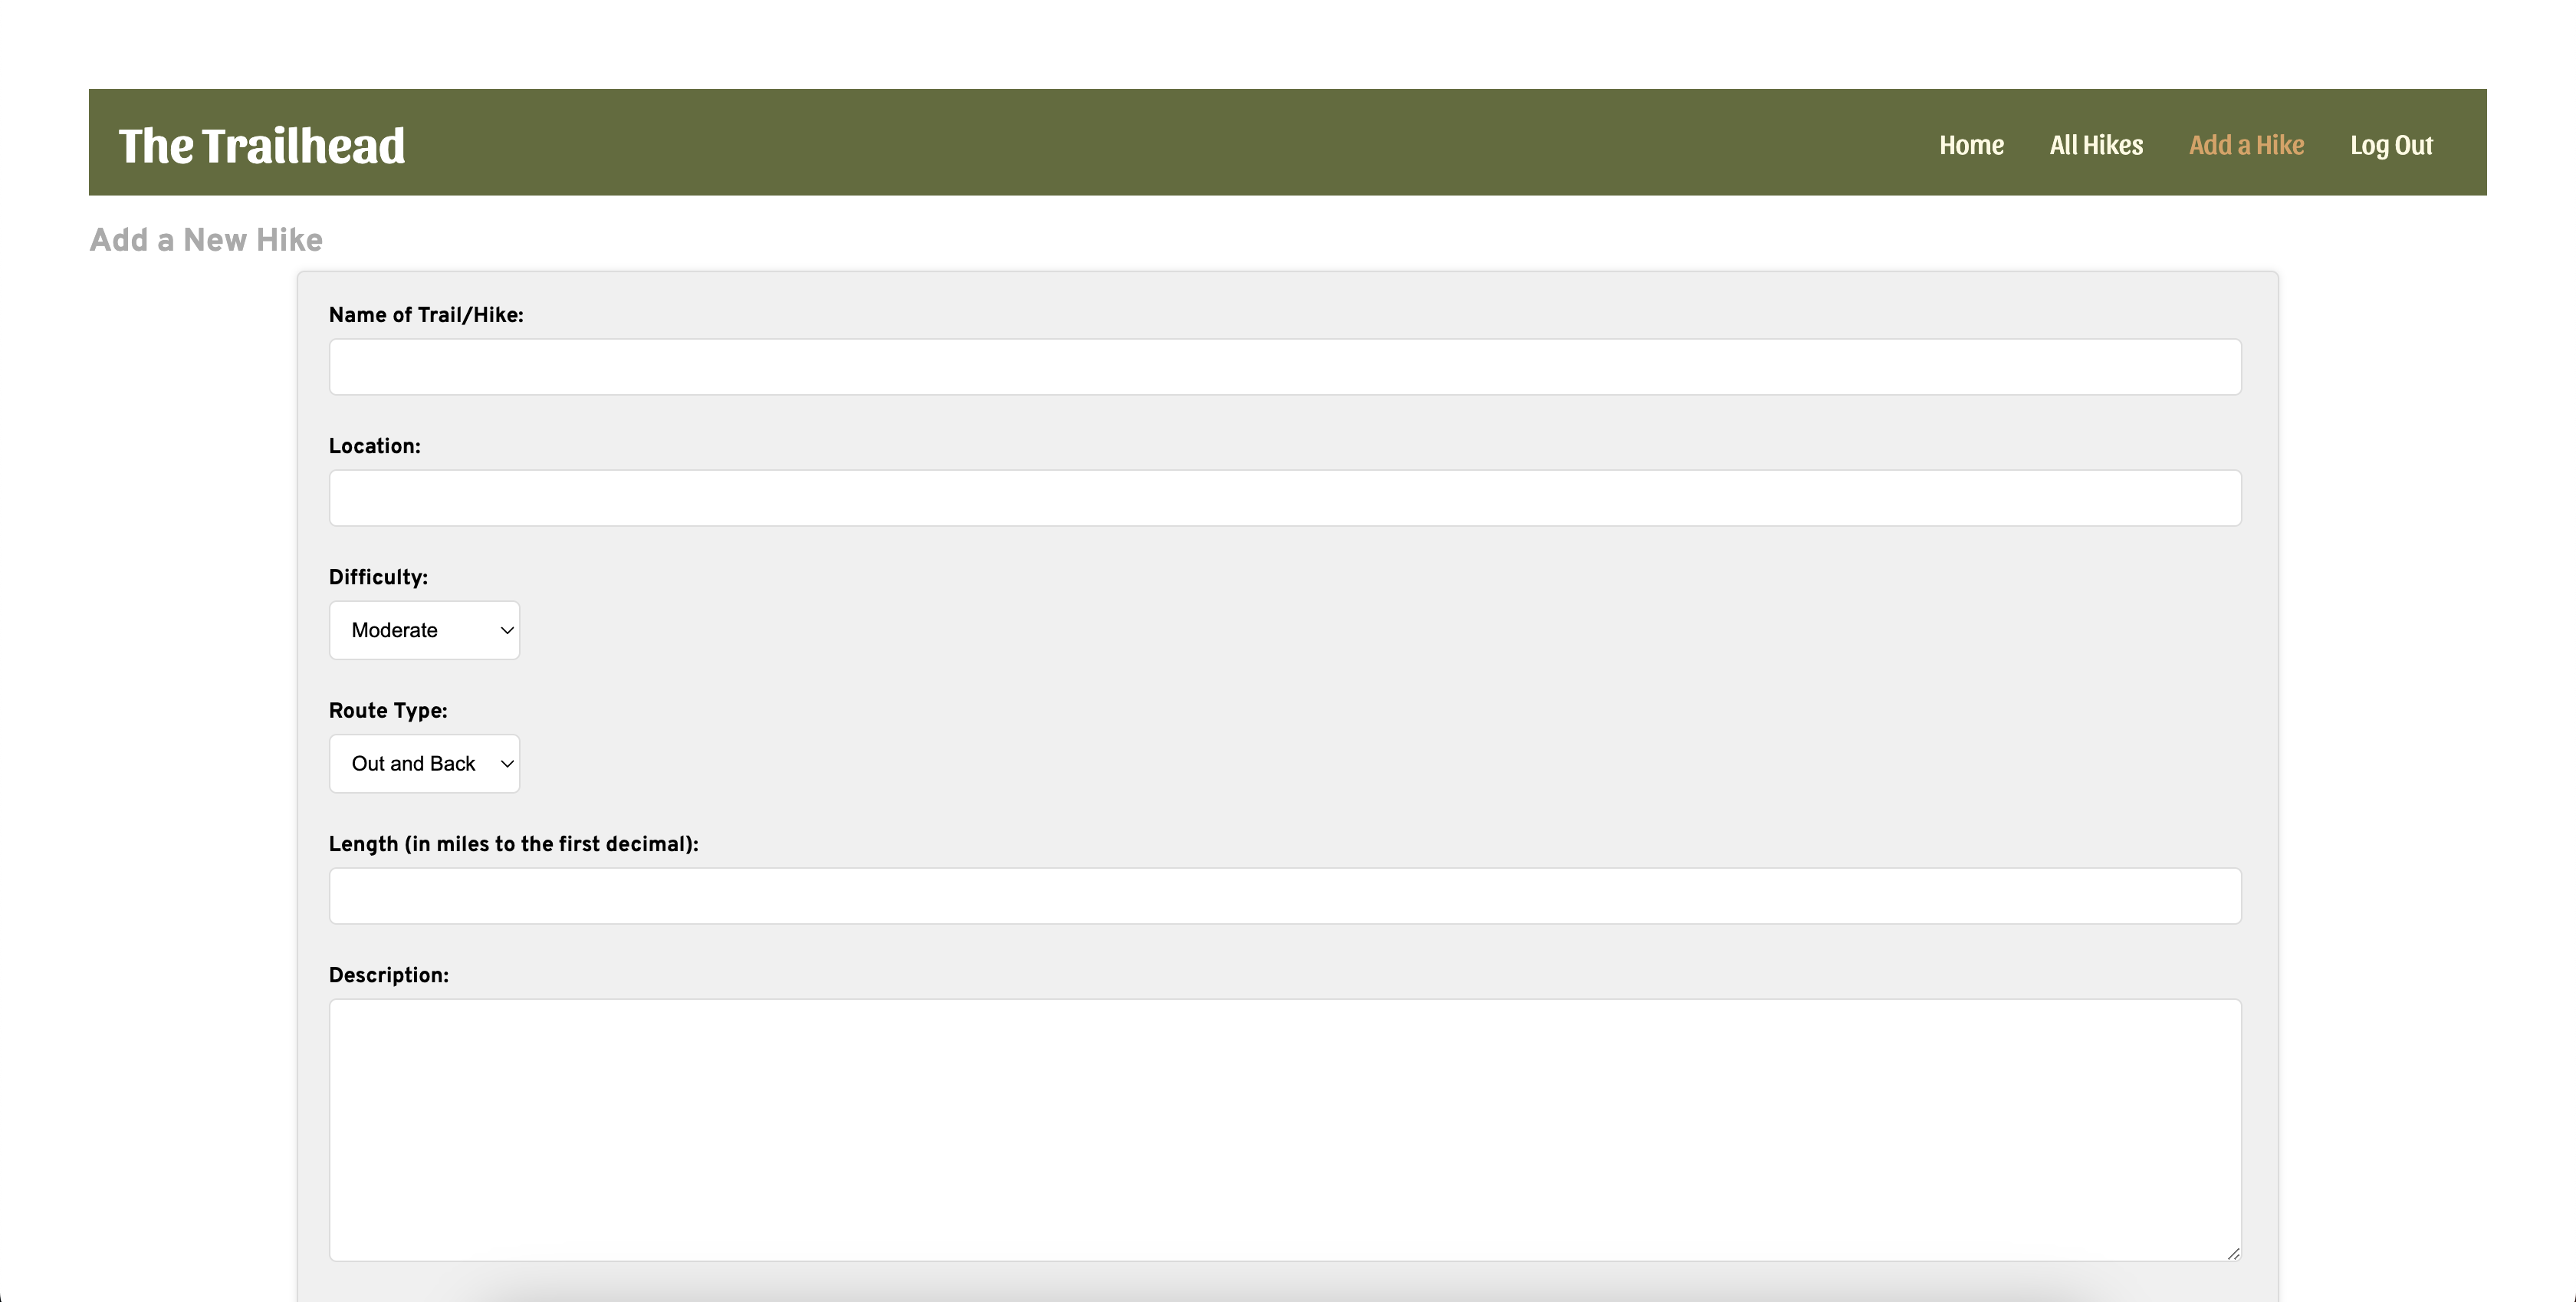 The Trailhead
Home All Hikes Add a Hike Log Out
Add a New Hike
Name of Trail/Hike:
Location:
Difficulty:
Moderate
Route Type:
Out and Back
Length (in miles to the first decimal):
Description: